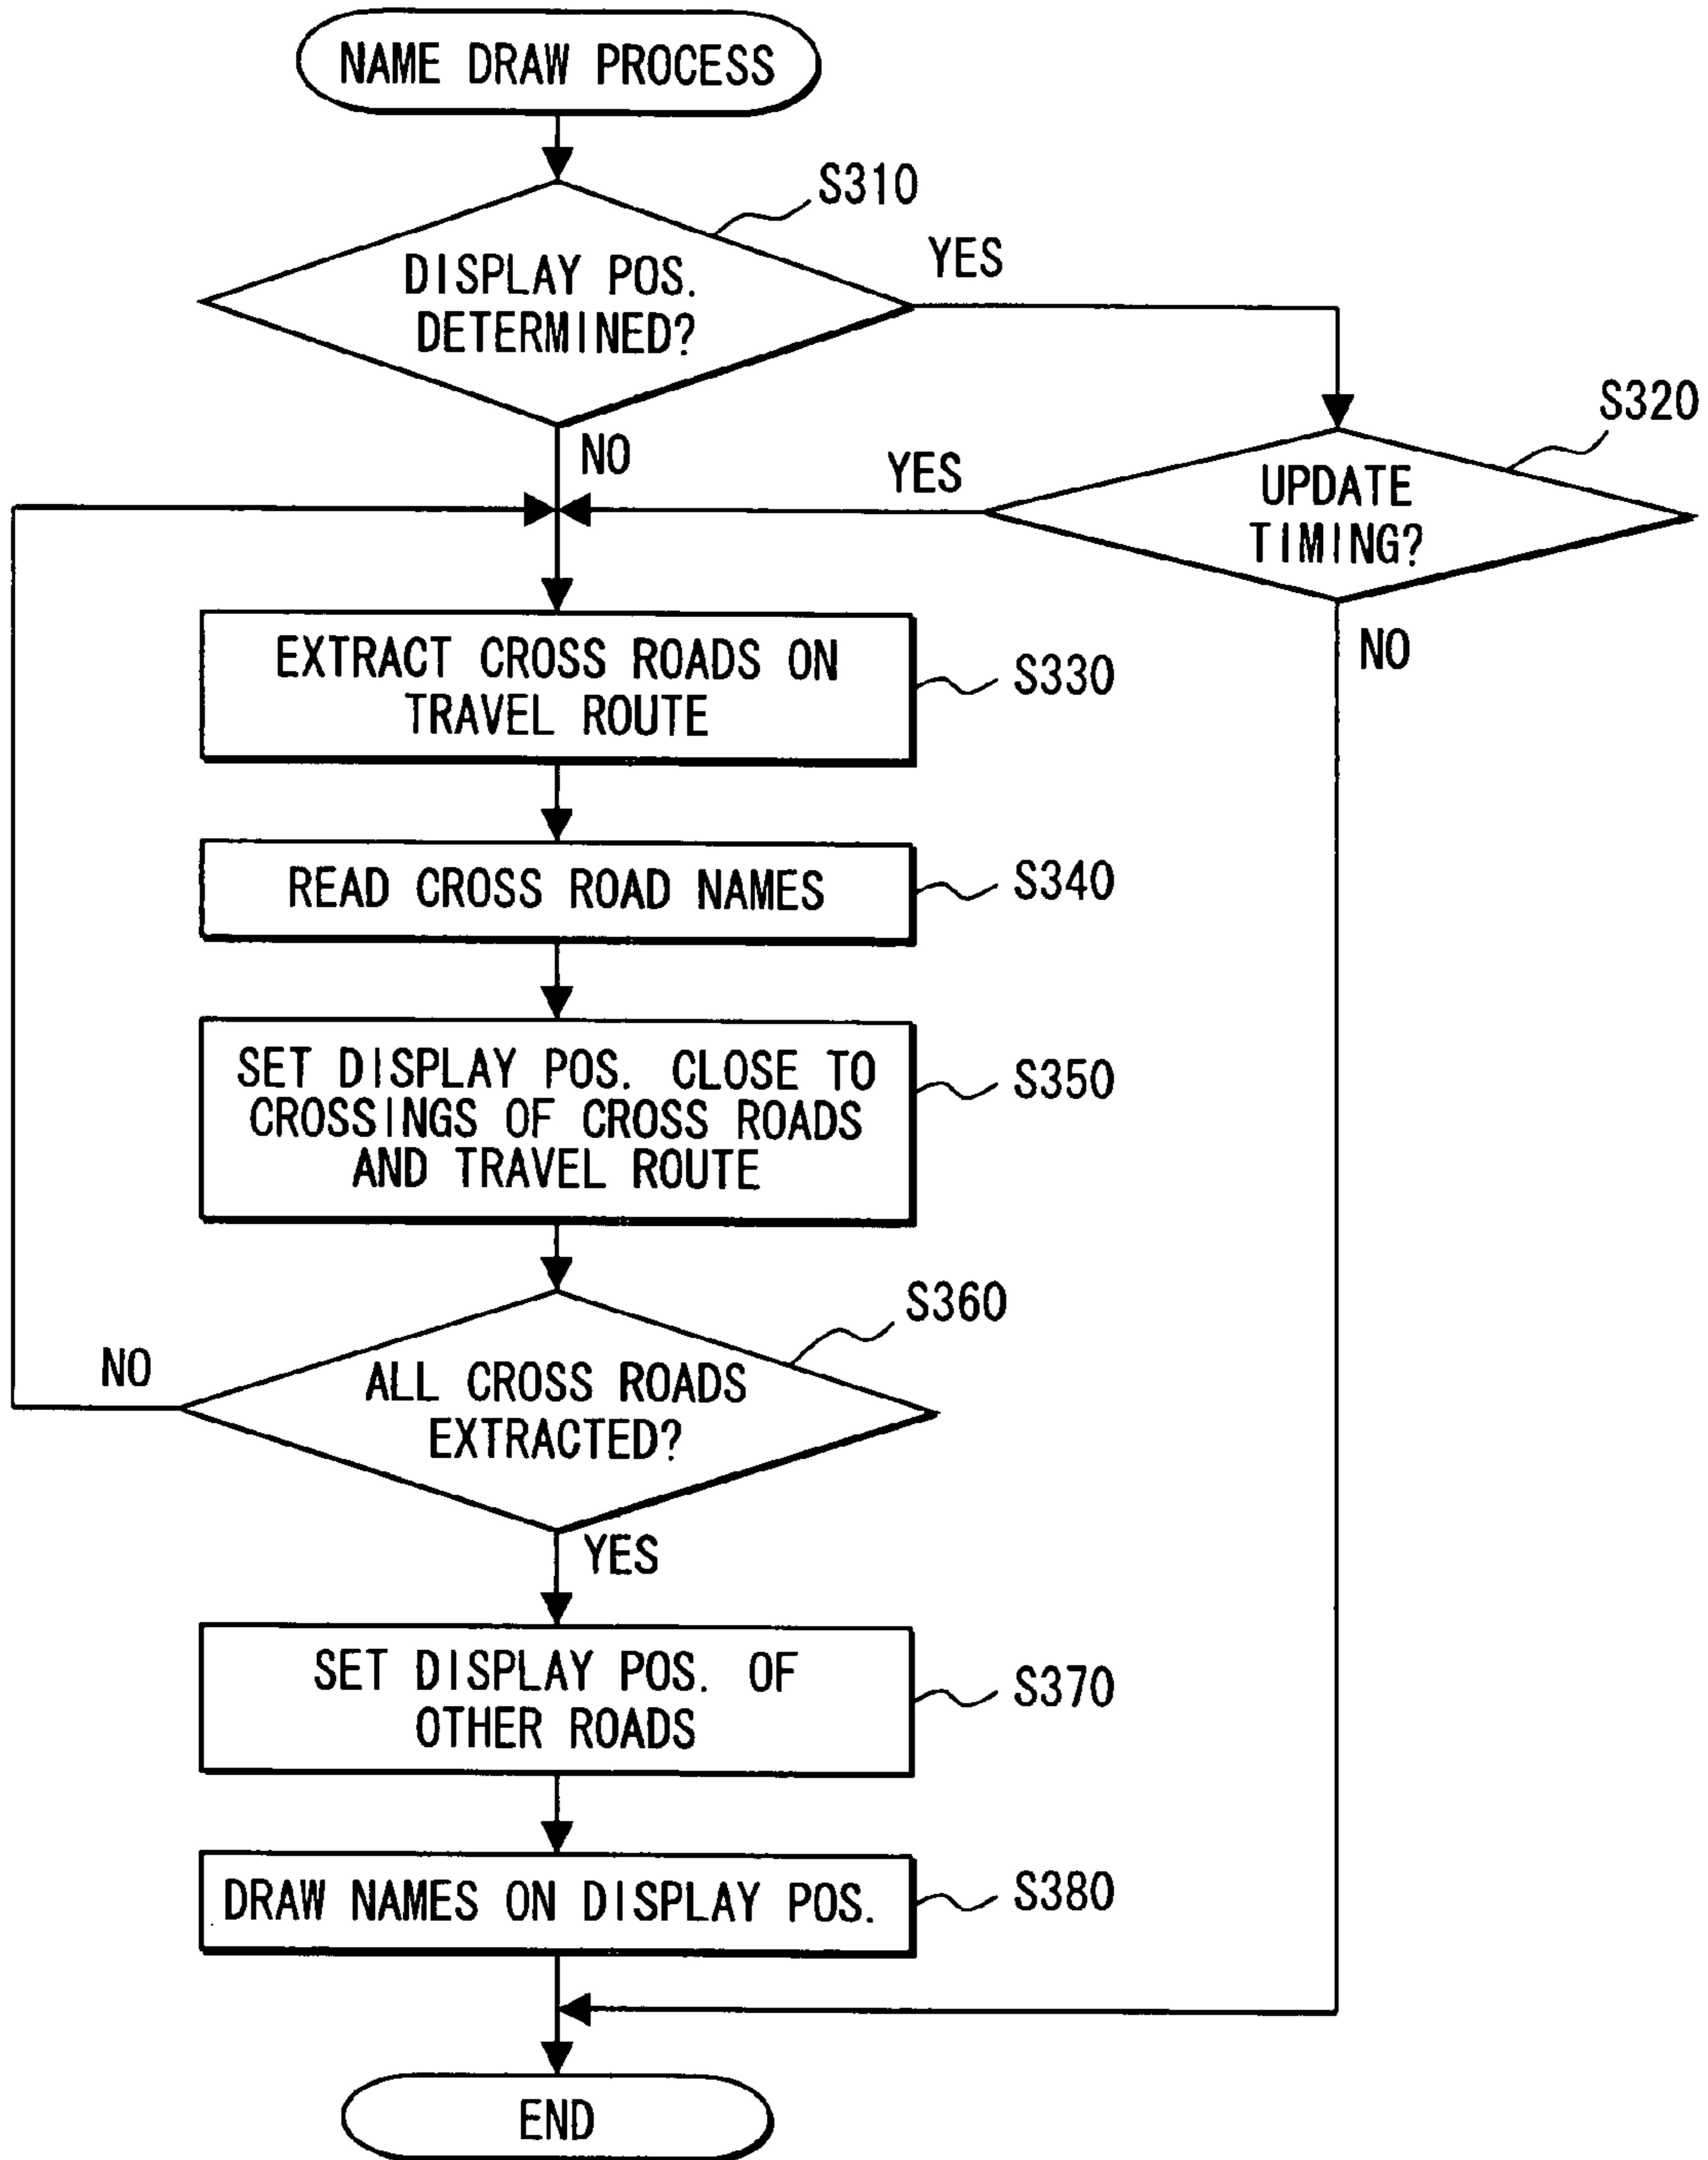 NAME DRAW PROCESS
S310
DISPLAY POS.
DETERMINED?
YES
NO
S320
YES
UPDATE
TIMING?
NO
EXTRACT CROSS ROADS ON
TRAVEL ROUTE
S330
READ CROSS ROAD NAMES
S340
SET DISPLAY POS. CLOSE TO
CROSSINGS OF CROSS ROADS
AND TRAVEL ROUTE
S350
S360
NO
ALL CROSS ROADS
EXTRACTED?
YES
SET DISPLAY POS. OF
OTHER ROADS
S370
DRAW NAMES ON DISPLAY POS.
S380
END